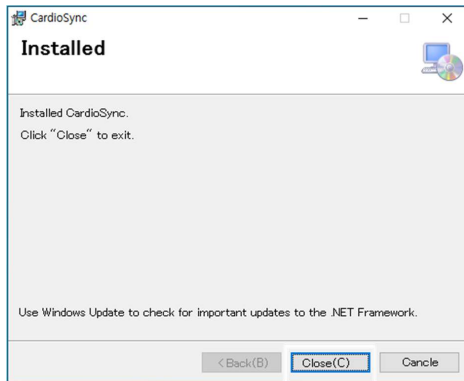 CardioSync
Installed
Installed CardioSync.
Click "Close" to exit.
Use Windows Update to check for important updates to the .NET Framework.
< Back(B)
Close(C)
Cancle